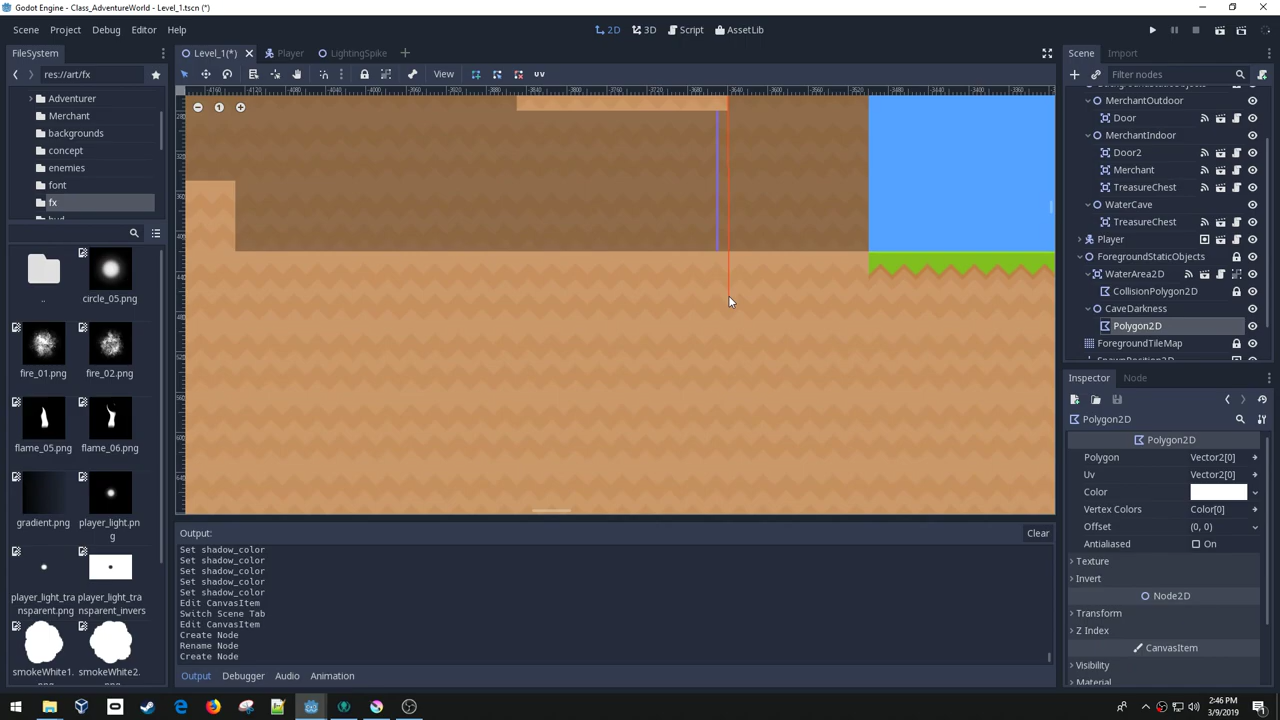 Godot Engine - Class_AdventureWorld - Level_1.tscn (*)
Scene Project Debug Editor Help
2D 3D Script AssetLib
FileSystem
Level_1(*) Player LightingSpike
Scene Import
res://art/fx
View
UV
Filter nodes
Adventurer
Merchant
backgrounds
concept
enemies
font
fx
..
circle_05.png
fire_01.png
fire_02.png
flame_05.png
flame_06.png
gradient.png
player_light.pn
g
player_light_tra
nsparent.png
player_light_tra
nsparent_invers
smokeWhite1.
smokeWhite2.
MerchantOutdoor
Door
MerchantIndoor
Door2
Merchant
TreasureChest
WaterCave
TreasureChest
Player
ForegroundStaticObjects
WaterArea2D
CollisionPolygon2D
CaveDarkness
Polygon2D
ForegroundTileMap
Inspector Node
Polygon2D
Polygon2D
Polygon Vector2[0]
Uv Vector2[0]
Color
Vertex Colors Color[0]
Offset (0, 0)
Antialiased On
Texture
Invert
Node2D
Transform
Z Index
CanvasItem
Visibility
Material
Output:
Clear
Set shadow_color
Set shadow_color
Set shadow_color
Set shadow_color
Set shadow_color
Edit CanvasItem
Switch Scene Tab
Edit CanvasItem
Create Node
Rename Node
Create Node
Output Debugger Audio Animation
2:46 PM
3/9/2019